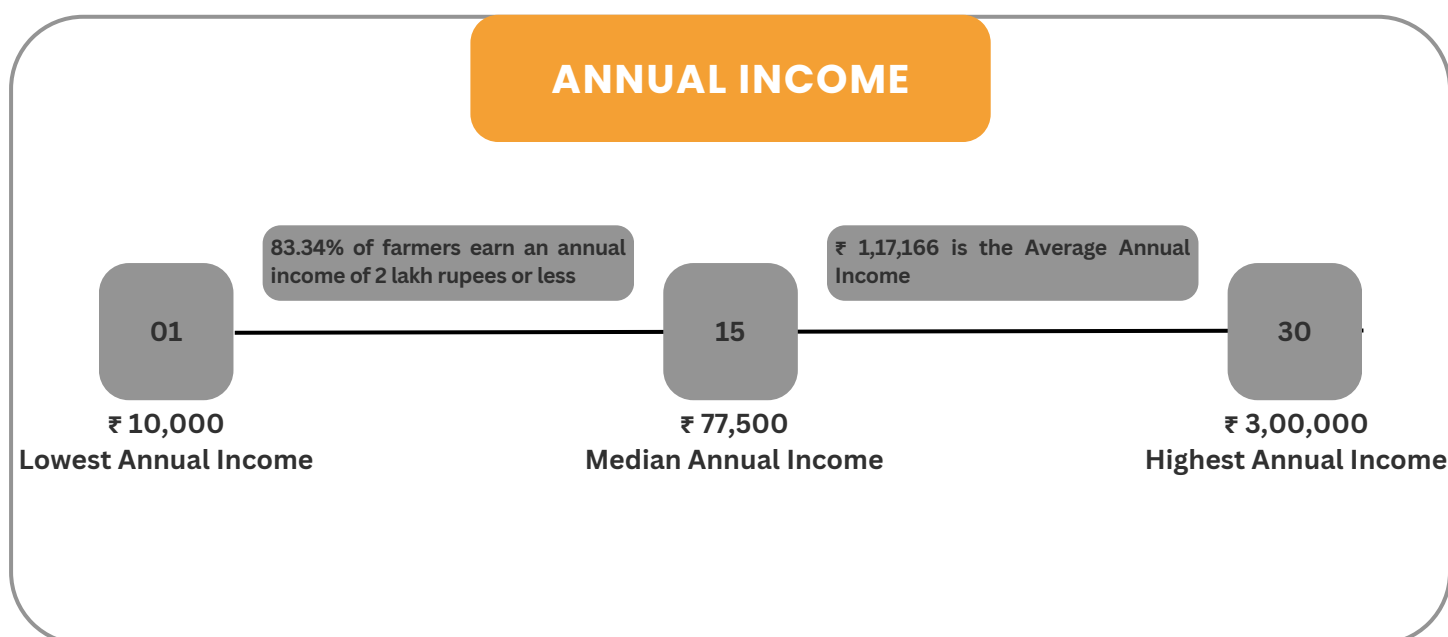 ANNUAL INCOME
83.34% of farmers earn an annual
income of 2 lakh rupees or less
₹ 1,17,166 is the Average Annual
Income
01
15
30
₹ 10,000
Lowest Annual Income
₹ 77,500
Median Annual Income
₹ 3,00,000
Highest Annual Income